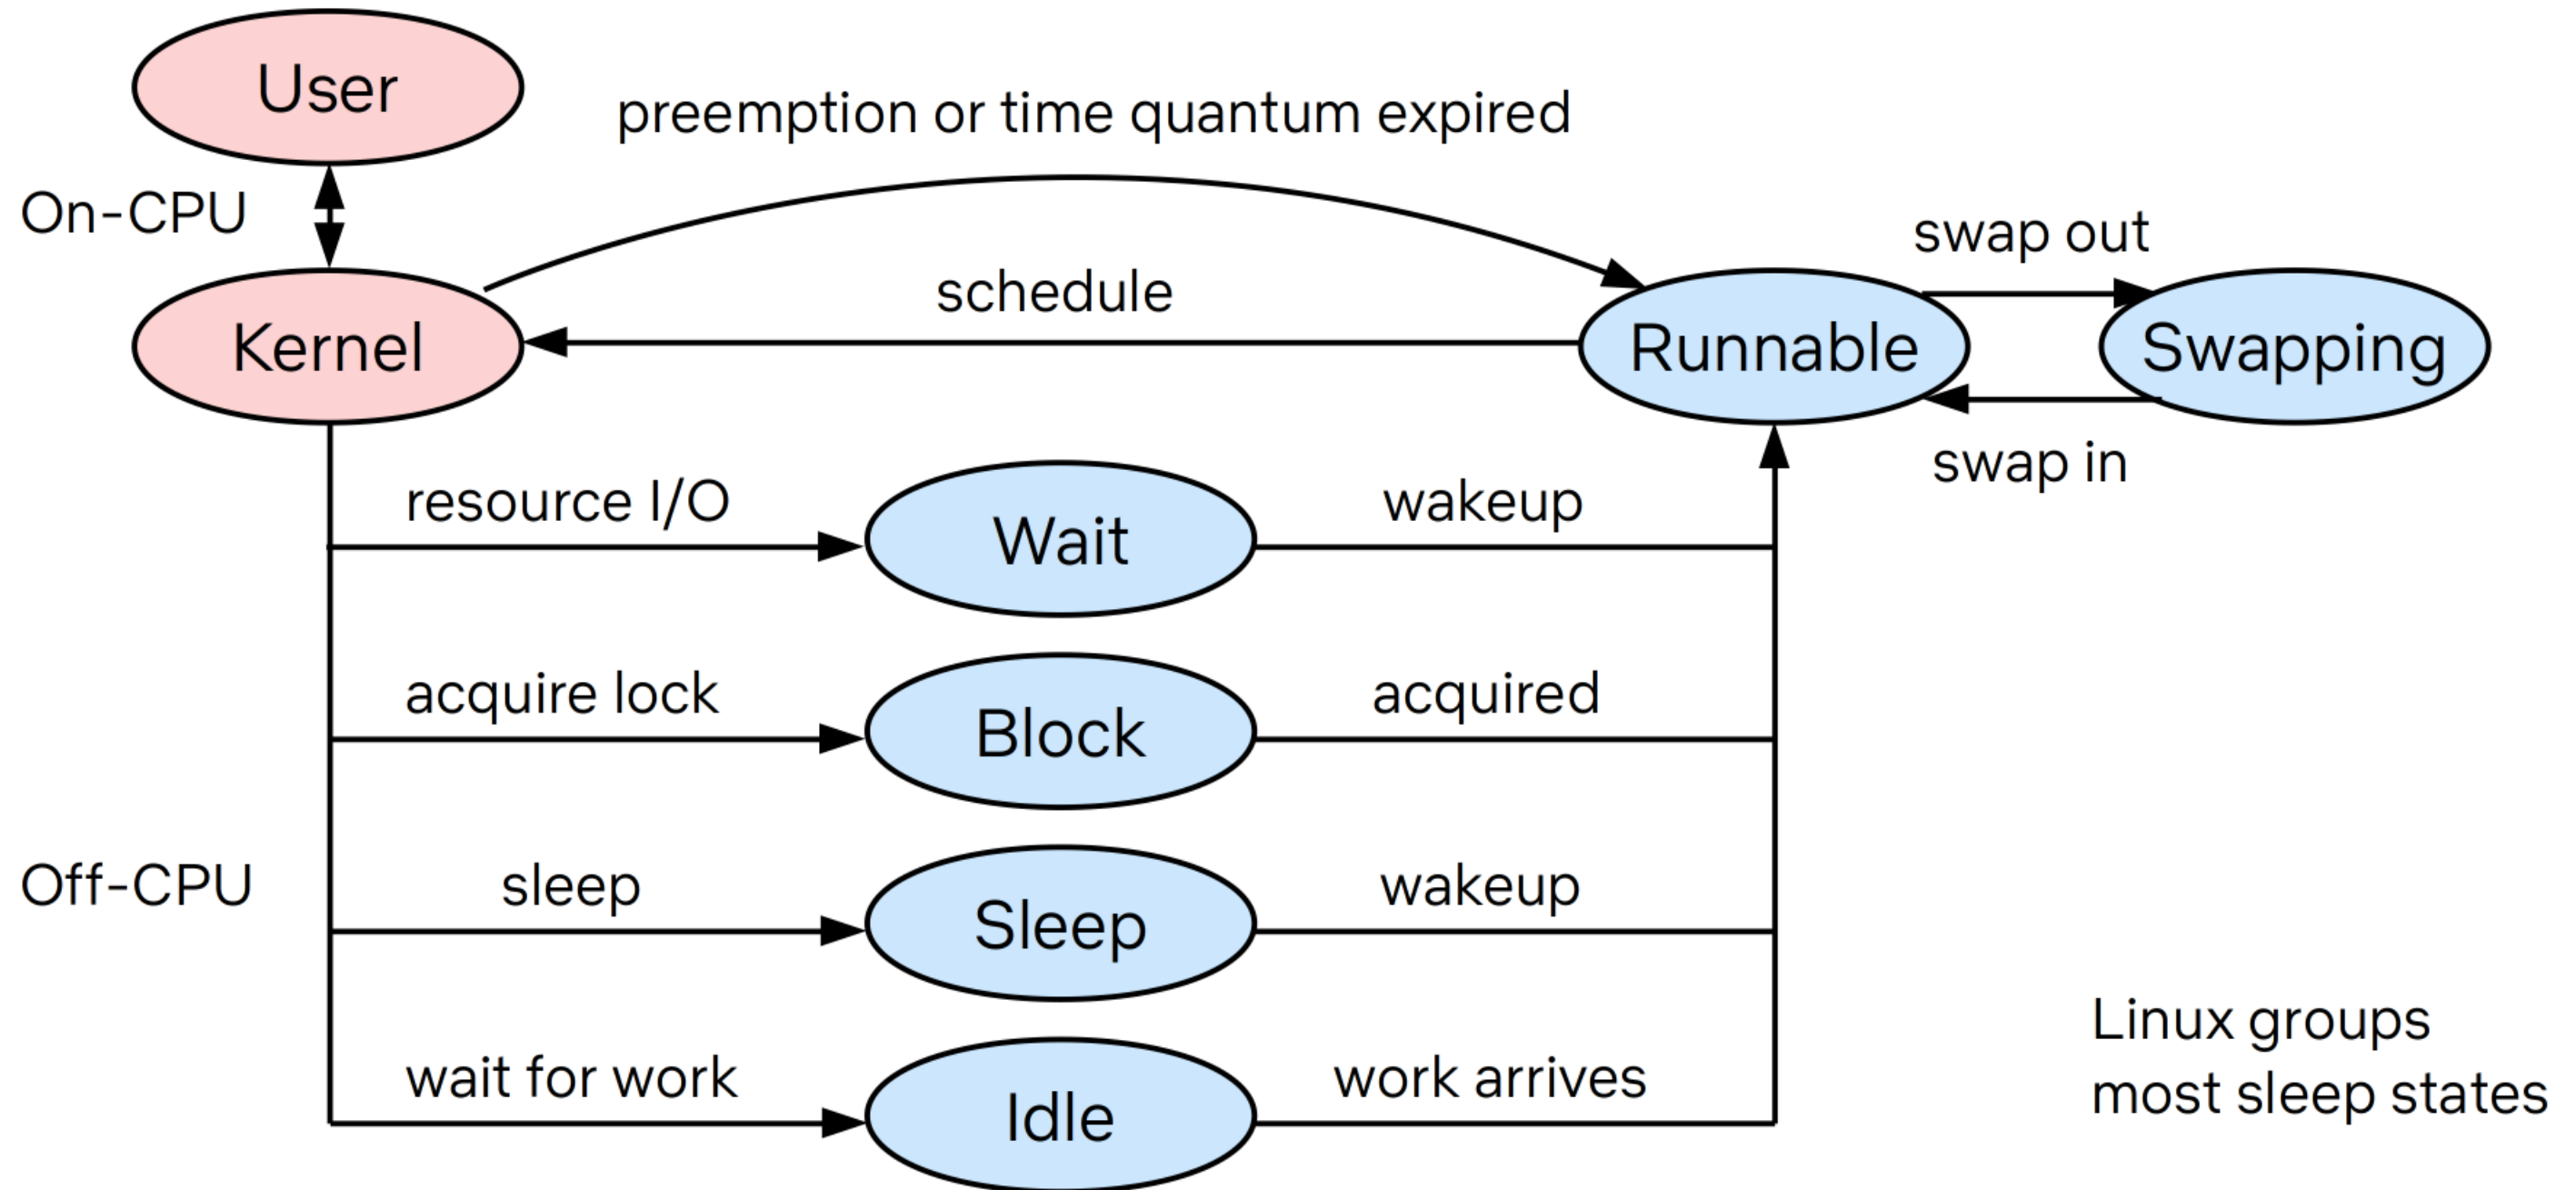 User
preemption or time quantum expired
On-CPU
swap out
schedule
Kernel
Runnable
Swapping
swap in
resource I/O
Wait
wakeup
acquire lock
Block
acquired
Off-CPU
sleep
Sleep
wakeup
wait for work
Idle
work arrives
Linux groups
most sleep states